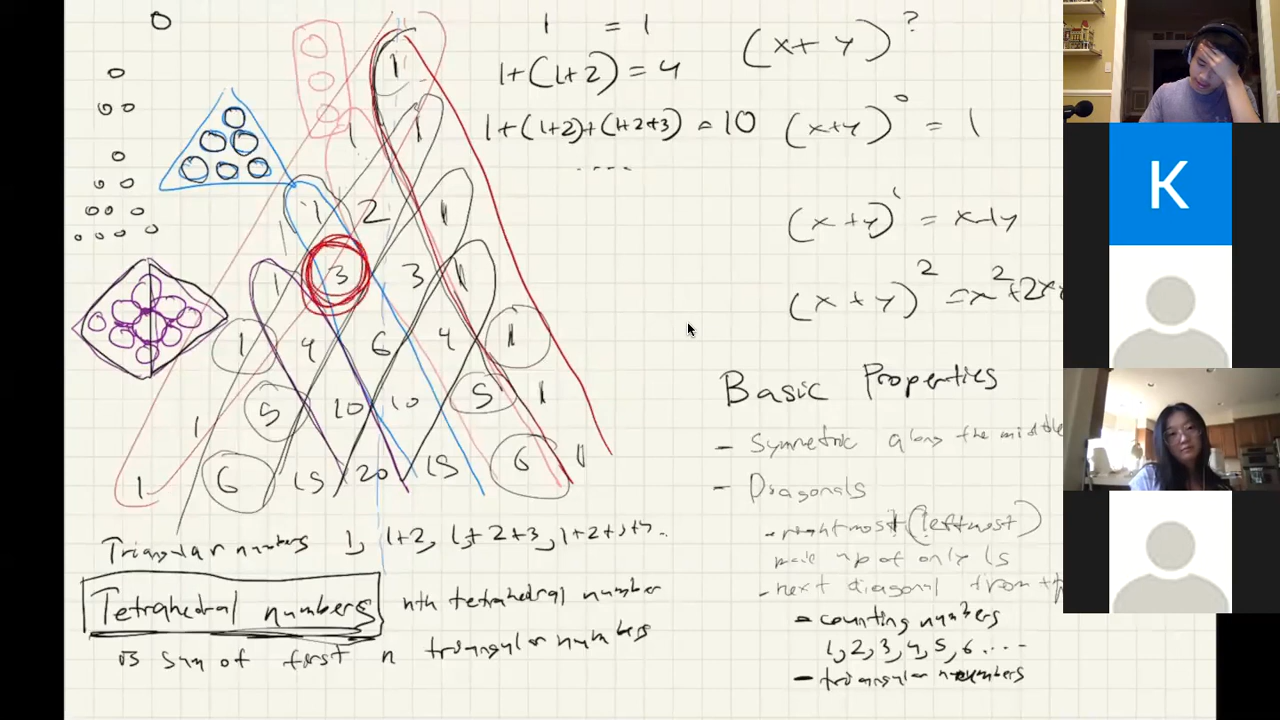 1 = 1
1+(1+2) = 4
1+(1+2)+(1+2+3) = 10
....
(x+y)^?
(x+y)^0 = 1
(x+y)^1 = x+y
(x+y)^2 = x^2+2x
1
1 1
1 2 1
1 3 3 1
1 4 6 4 1
1 5 10 10 5 1
1 6 15 20 15 6 1
Triangular numbers 1, 1+2, 1+2+3, 1+2+3+4..
Tetrahedral numbers nth tetrahedral number
is sum of first n triangular numbers
Basic Properties
- Symmetric along the middle
- Diagonals
- rightmost (leftmost)
made up of only 1s
- next diagonal from
- counting numbers
1, 2, 3, 4, 5, 6 ...
- triangular numbers
K